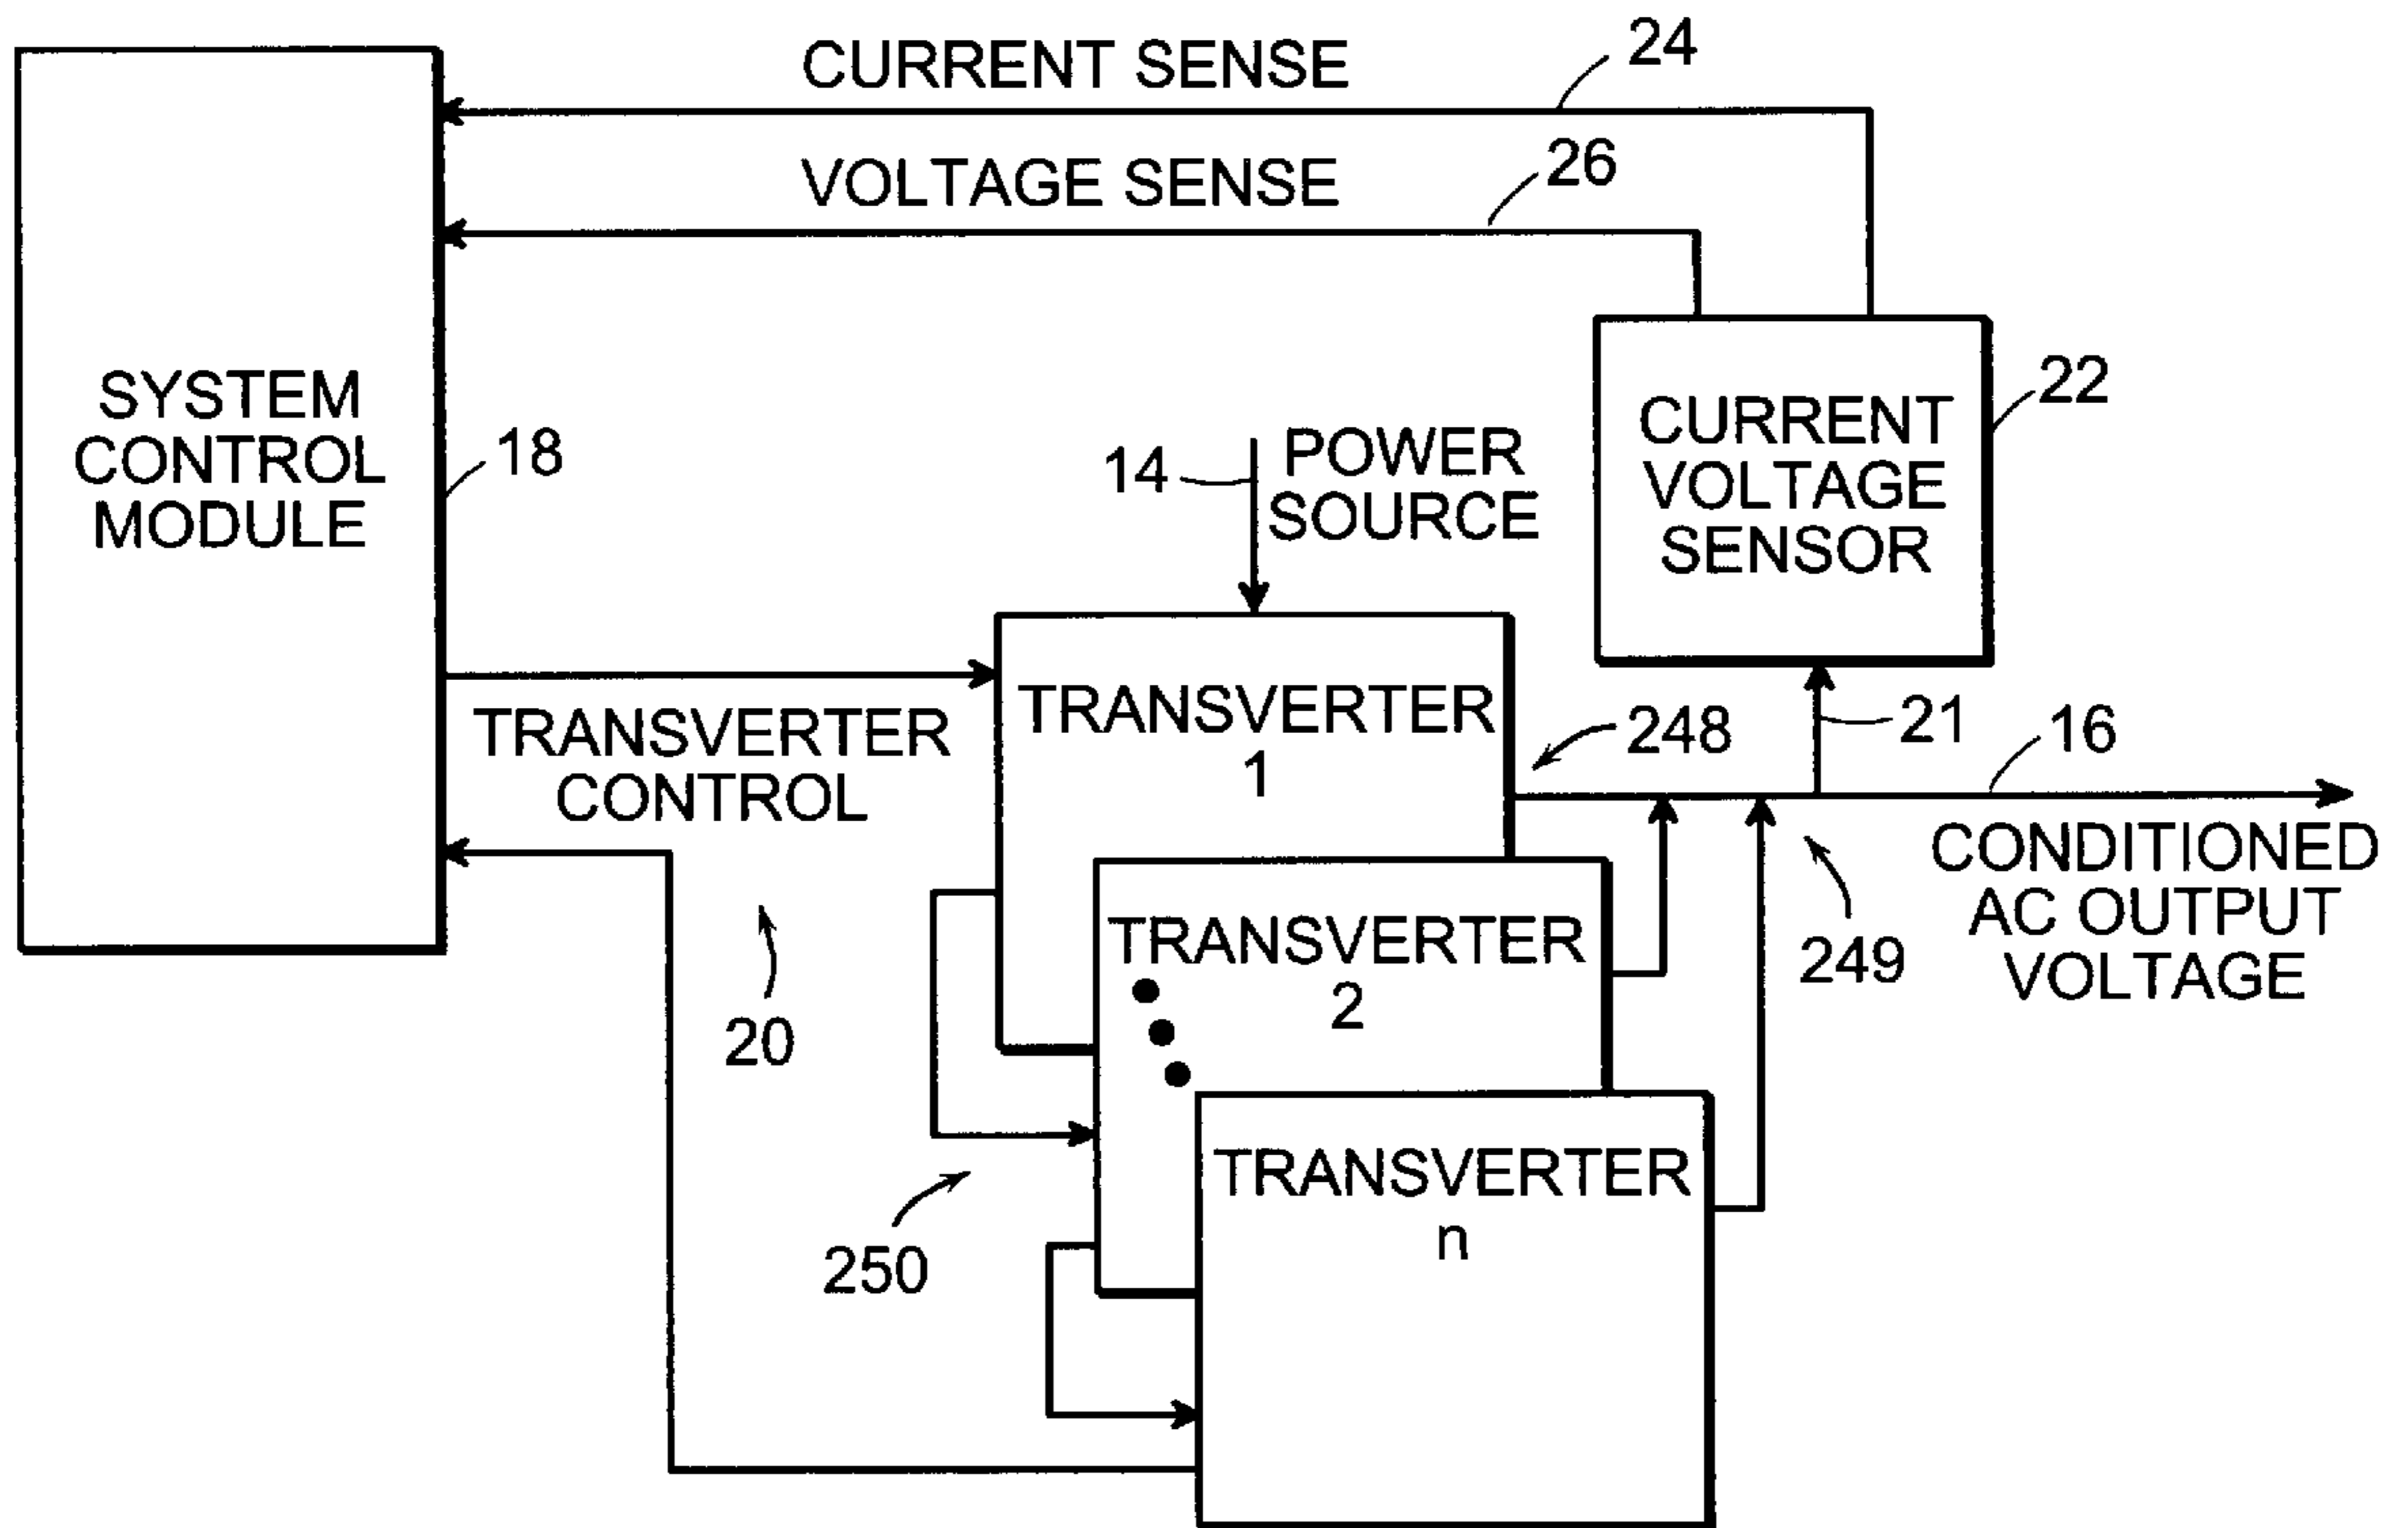 CURRENT SENSE
24
VOLTAGE SENSE
26
SYSTEM
CONTROL
MODULE
18
14
POWER
SOURCE
CURRENT
VOLTAGE
SENSOR
22
TRANSVERTER
CONTROL
20
TRANSVERTER
1
248
21
16
CONDITIONED
AC OUTPUT
VOLTAGE
249
TRANSVERTER
2
250
TRANSVERTER
n